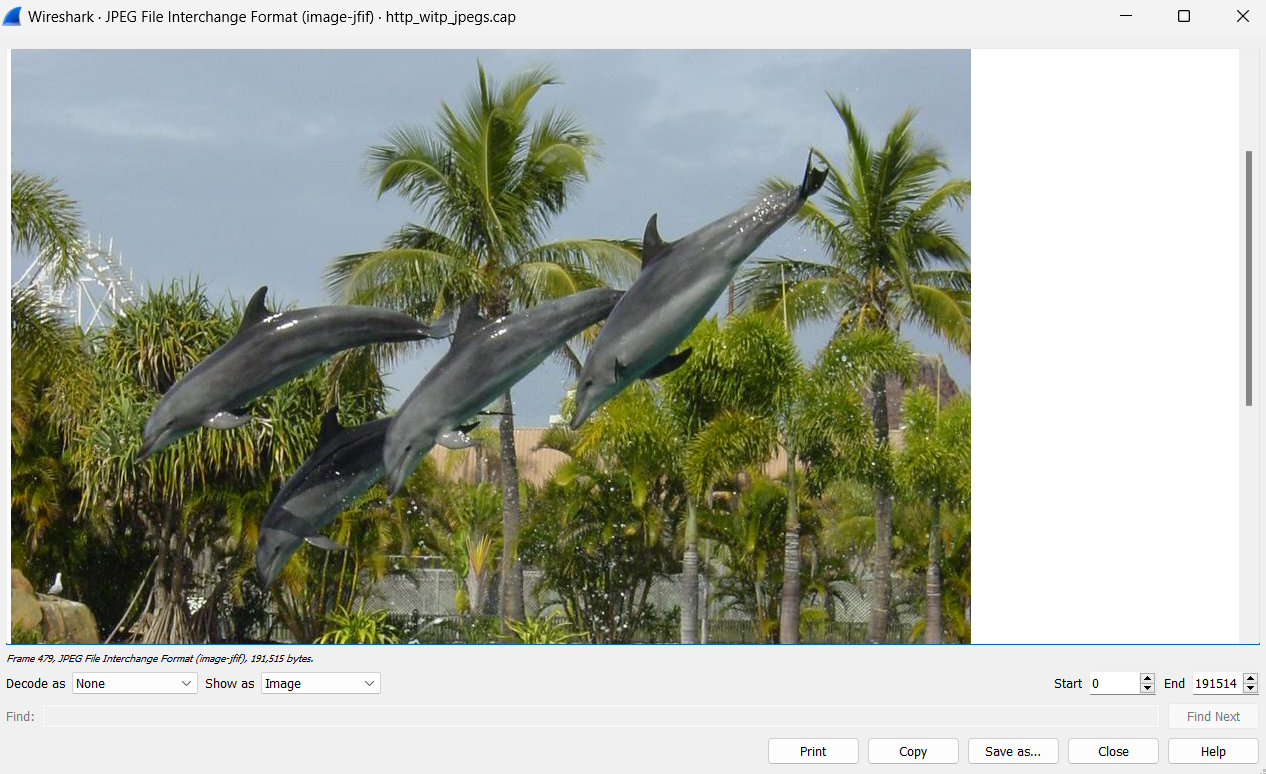 Wireshark · JPEG File Interchange Format (image-jfif) · http_witp_jpegs.cap
Frame 479, JPEG File Interchange Format (image-jfif), 191,515 bytes.
Decode as None Show as Image Start 0 End 191514
Find: Find Next
Print Copy Save as... Close Help